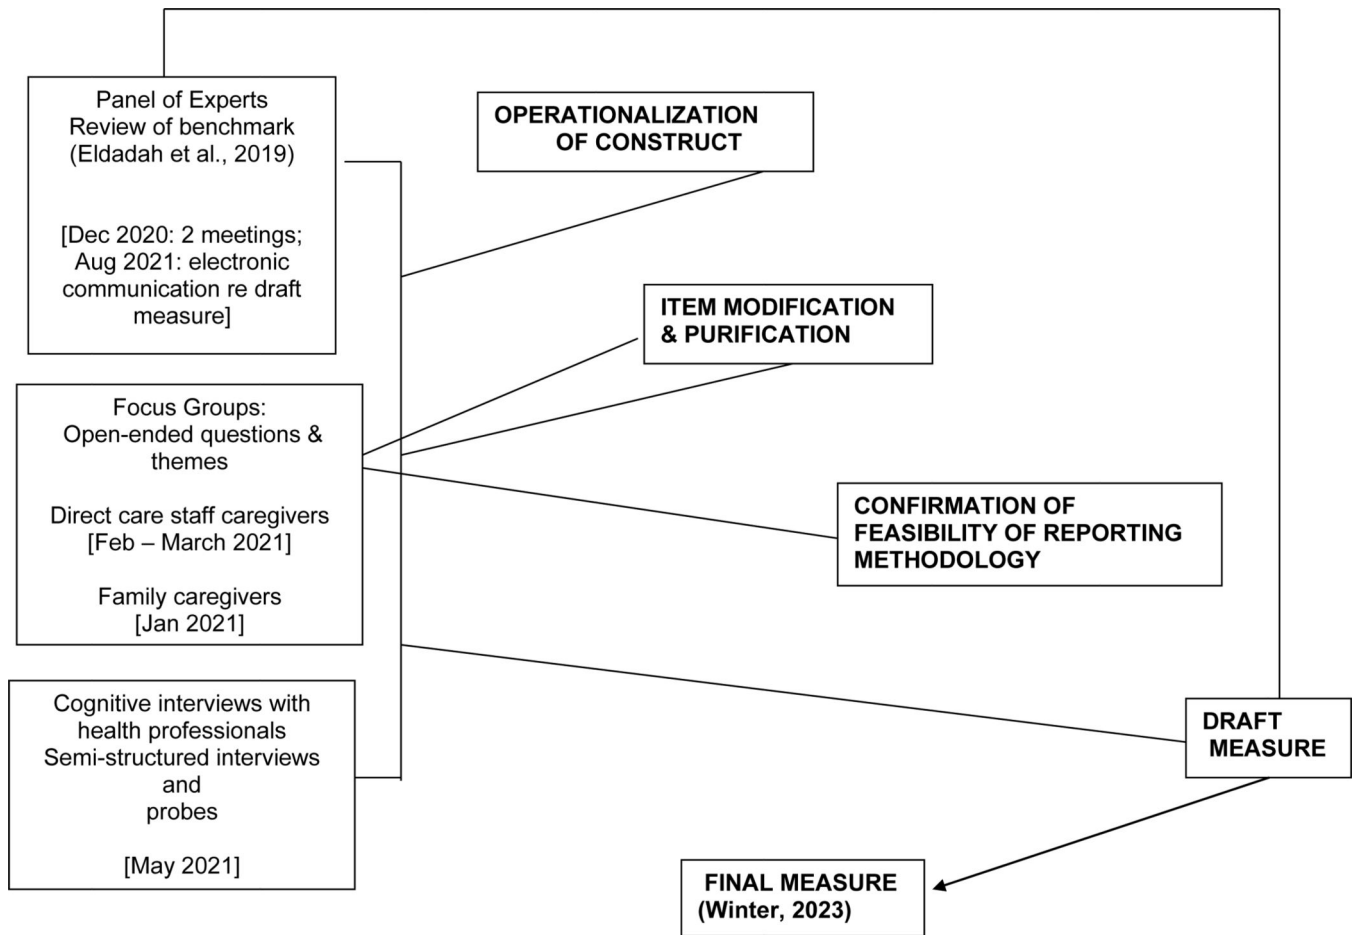 Panel of Experts
Review of benchmark
(Eldadah et al., 2019)
[Dec 2020: 2 meetings;
Aug 2021: electronic
communication re draft
measure]
OPERATIONALIZATION
OF CONSTRUCT
ITEM MODIFICATION
& PURIFICATION
Focus Groups:
Open-ended questions &
themes
Direct care staff caregivers
[Feb – March 2021]
Family caregivers
[Jan 2021]
CONFIRMATION OF
FEASIBILITY OF REPORTING
METHODOLOGY
Cognitive interviews with
health professionals
Semi-structured interviews
and
probes
[May 2021]
DRAFT
MEASURE
FINAL MEASURE
(Winter, 2023)